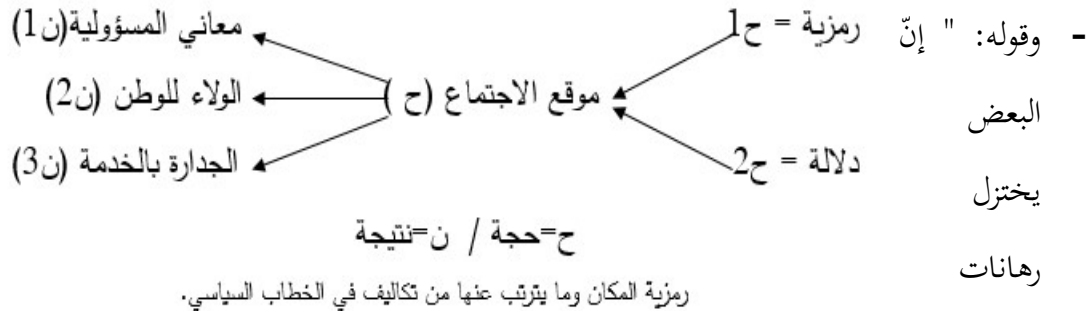 - وقوله: " إنّ
البعض
يختزل
رهانات
رمزية = ح1
دلالة = ح2
موقع الاجتماع (ح )
معاني المسؤولية(ن1)
الولاء للوطن (ن2)
الجدارة بالخدمة (ن3)
ح=حجة / ن=نتيجة
رمزية المكان وما يترتب عنها من تكاليف في الخطاب السياسي.